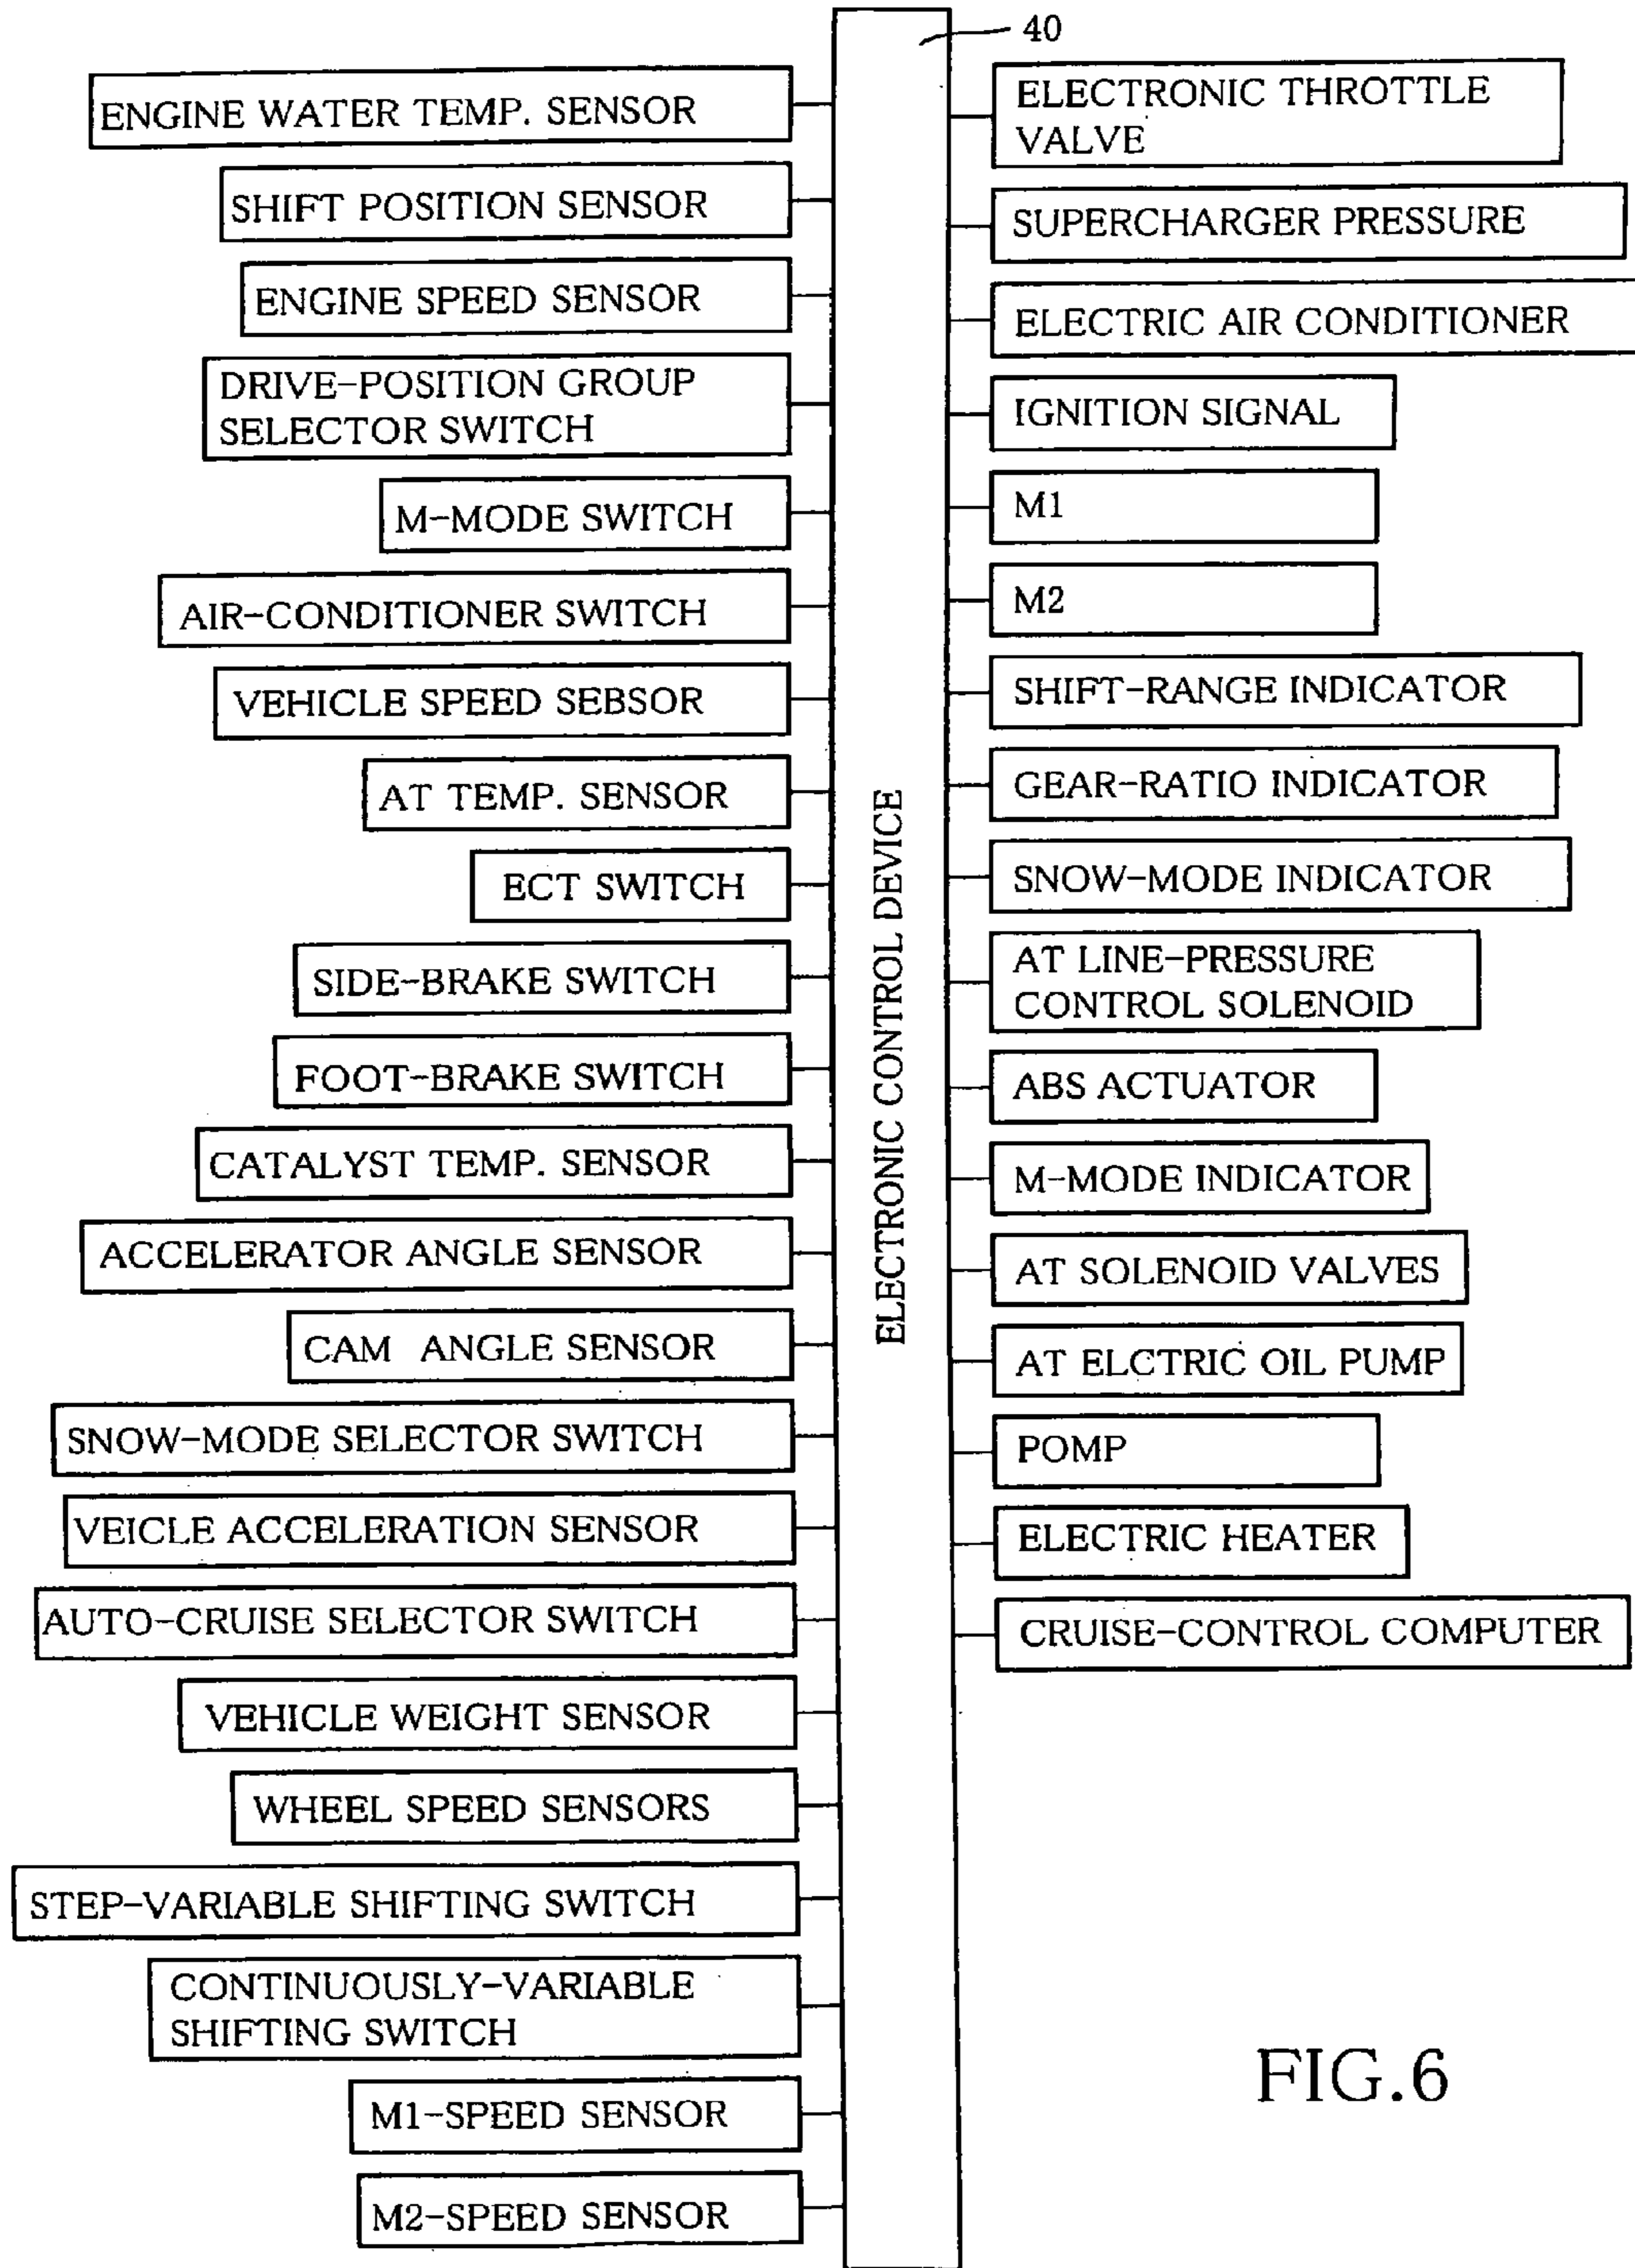 40
ENGINE WATER TEMP. SENSOR
SHIFT POSITION SENSOR
ENGINE SPEED SENSOR
DRIVE-POSITION GROUP
SELECTOR SWITCH
M-MODE SWITCH
AIR-CONDITIONER SWITCH
VEHICLE SPEED SEBSOR
AT TEMP. SENSOR
ECT SWITCH
SIDE-BRAKE SWITCH
FOOT-BRAKE SWITCH
CATALYST TEMP. SENSOR
ACCELERATOR ANGLE SENSOR
CAM ANGLE SENSOR
SNOW-MODE SELECTOR SWITCH
VEICLE ACCELERATION SENSOR
AUTO-CRUISE SELECTOR SWITCH
VEHICLE WEIGHT SENSOR
WHEEL SPEED SENSORS
STEP-VARIABLE SHIFTING SWITCH
CONTINUOUSLY-VARIABLE
SHIFTING SWITCH
M1-SPEED SENSOR
M2-SPEED SENSOR
ELECTRONIC CONTROL DEVICE
ELECTRONIC THROTTLE
VALVE
SUPERCHARGER PRESSURE
ELECTRIC AIR CONDITIONER
IGNITION SIGNAL
M1
M2
SHIFT-RANGE INDICATOR
GEAR-RATIO INDICATOR
SNOW-MODE INDICATOR
AT LINE-PRESSURE
CONTROL SOLENOID
ABS ACTUATOR
M-MODE INDICATOR
AT SOLENOID VALVES
AT ELCTRIC OIL PUMP
POMP
ELECTRIC HEATER
CRUISE-CONTROL COMPUTER
FIG.6